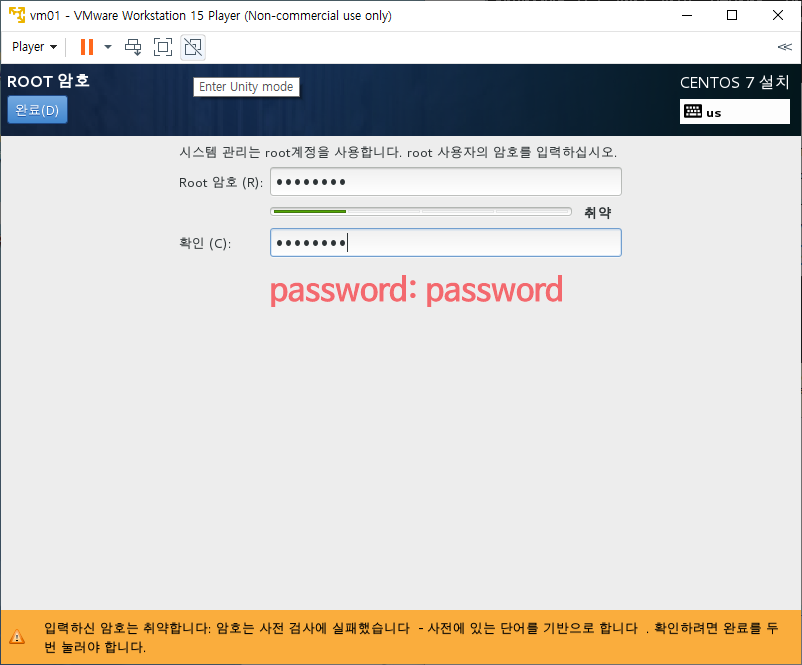 vm01 - VMware Workstation 15 Player (Non-commercial use only)
Player
ROOT 암호
Enter Unity mode
CENTOS 7 설치
완료(D)
us
시스템 관리는 root계정을 사용합니다. root 사용자의 암호를 입력하십시오.
Root 암호 (R):
●●●●●●●●
취약
확인 (C):
●●●●●●●●
password: password
입력하신 암호는 취약합니다: 암호는 사전 검사에 실패했습니다 - 사전에 있는 단어를 기반으로 합니다 . 확인하려면 완료를 두
번 눌러야 합니다.